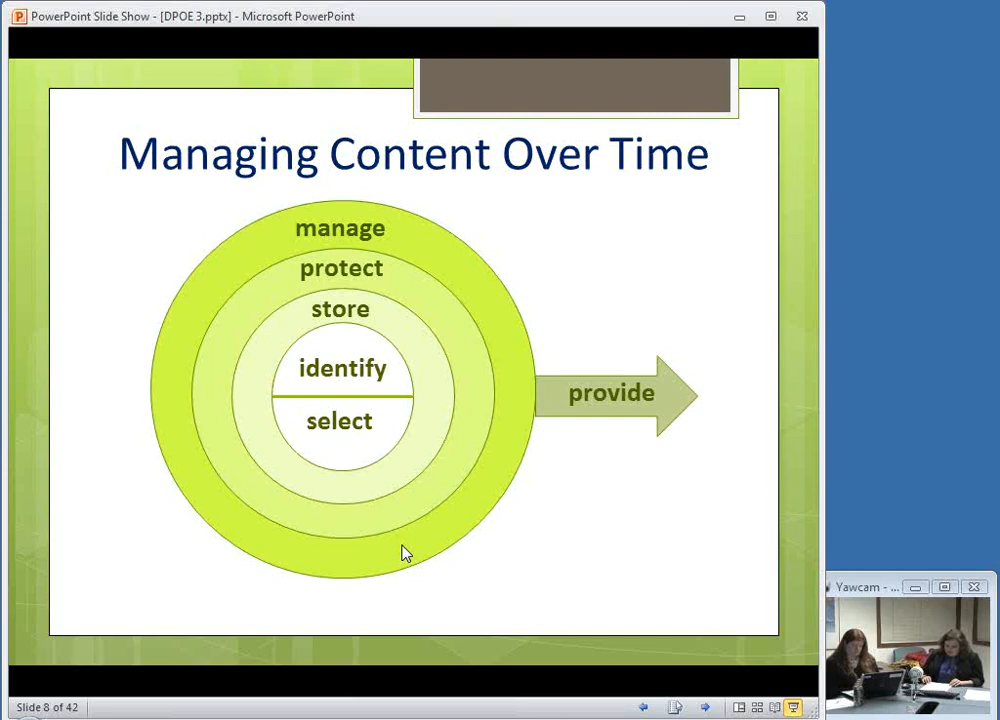 PowerPoint Slide Show - [DPOE 3.pptx] - Microsoft PowerPoint
Managing Content Over Time
manage
protect
store
identify
select
provide
Yawcam - ...
Slide 8 of 42